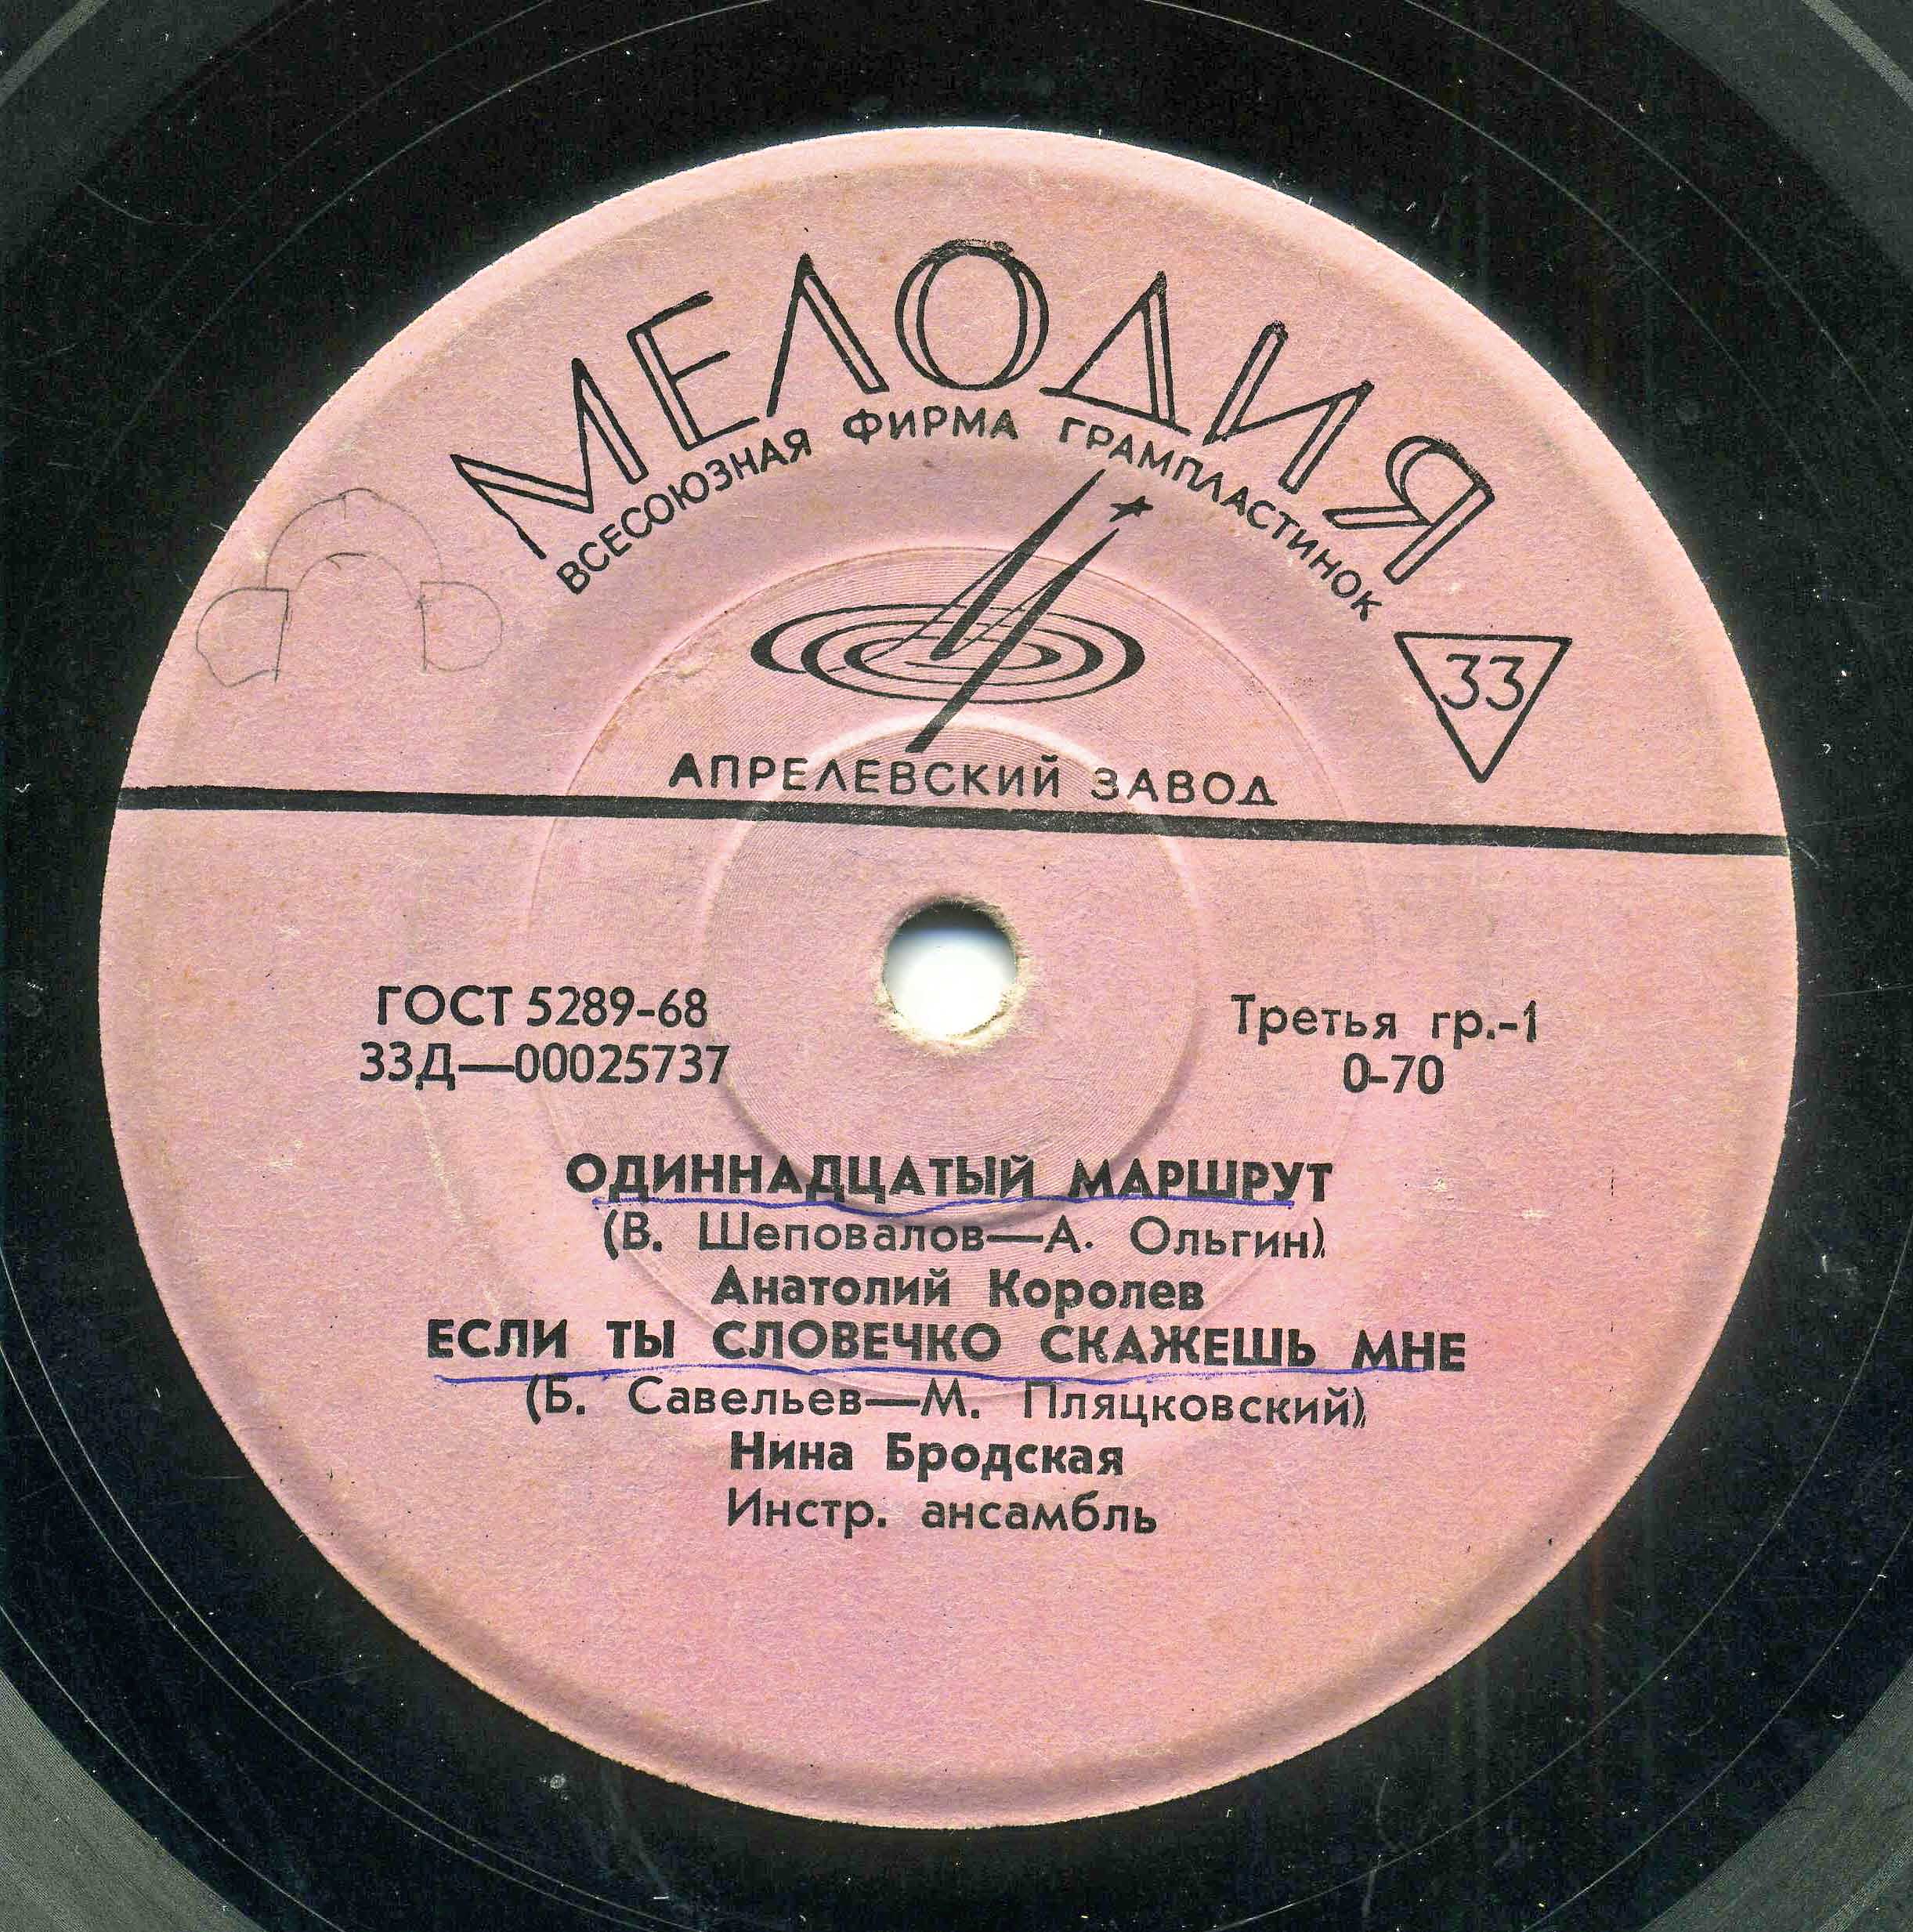 МЕЛОДИЯ
ВСЕСОЮЗНАЯ ФИРМА ГРАМПЛАСТИНОК
33
АПРЕЛЕВСКИЙ ЗАВОД
ГОСТ 5289-68
Третья гр.-1
33Д—00025737
0-70
ОДИННАДЦАТЫЙ МАРШРУТ
(В. Шеповалов—А. Ольгин)
Анатолий Королев
ЕСЛИ ТЫ СЛОВЕЧКО СКАЖЕШЬ МНЕ
(Б. Савельев—М. Пляцковский)
Нина Бродская
Инстр. ансамбль